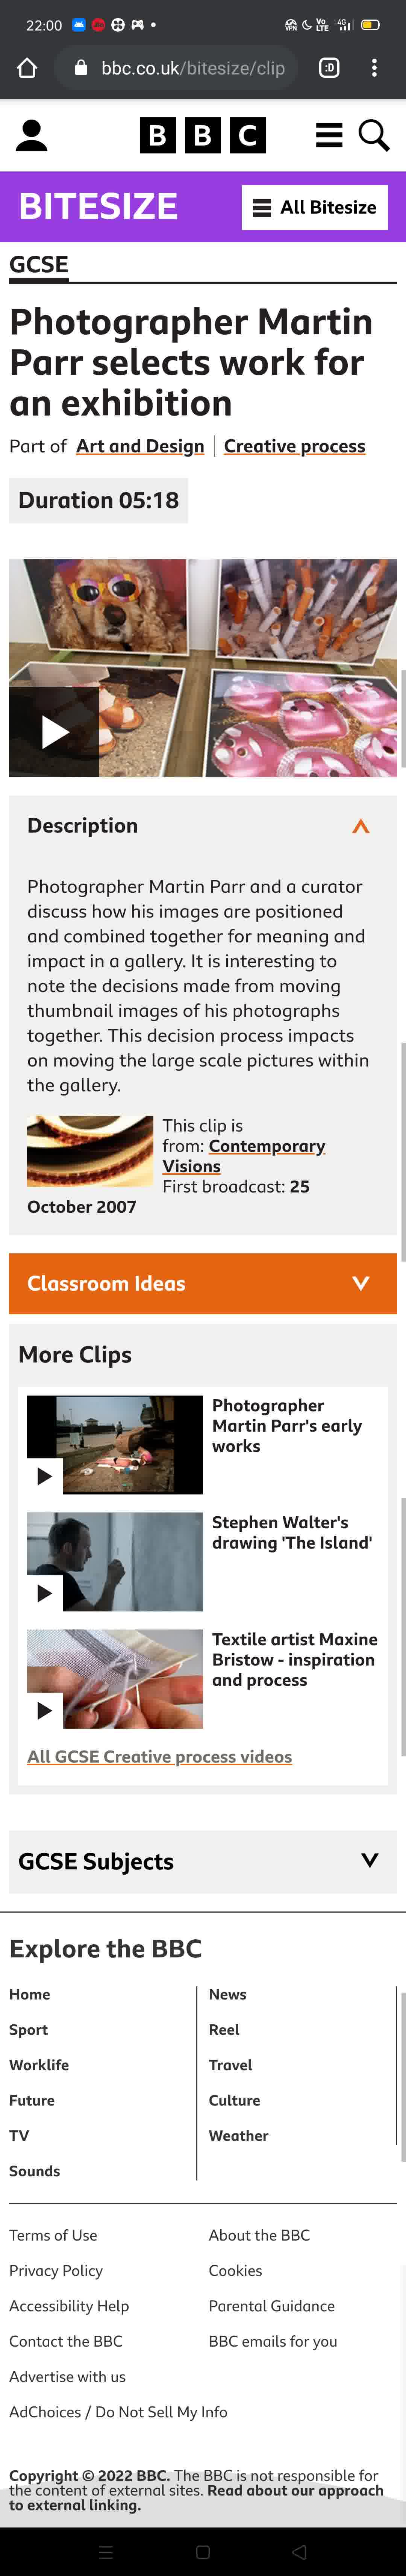 22:00
VPN
Vo
LTE
4G
bbc.co.uk/bitesize/clip
:D
BBC
BITESIZE
All Bitesize
GCSE
Photographer Martin
Parr selects work for
an exhibition
Part of Art and Design | Creative process
Duration 05:18
Description
Photographer Martin Parr and a curator
discuss how his images are positioned
and combined together for meaning and
impact in a gallery. It is interesting to
note the decisions made from moving
thumbnail images of his photographs
together. This decision process impacts
on moving the large scale pictures within
the gallery.
This clip is
from: Contemporary
Visions
First broadcast: 25
October 2007
Classroom Ideas
More Clips
Photographer
Martin Parr's early
works
Stephen Walter's
drawing 'The Island'
Textile artist Maxine
Bristow - inspiration
and process
All GCSE Creative process videos
GCSE Subjects
Explore the BBC
Home
News
Sport
Reel
Worklife
Travel
Future
Culture
TV
Weather
Sounds
Terms of Use
About the BBC
Privacy Policy
Cookies
Accessibility Help
Parental Guidance
Contact the BBC
BBC emails for you
Advertise with us
AdChoices / Do Not Sell My Info
Copyright © 2022 BBC. The BBC is not responsible for
the content of external sites. Read about our approach
to external linking.